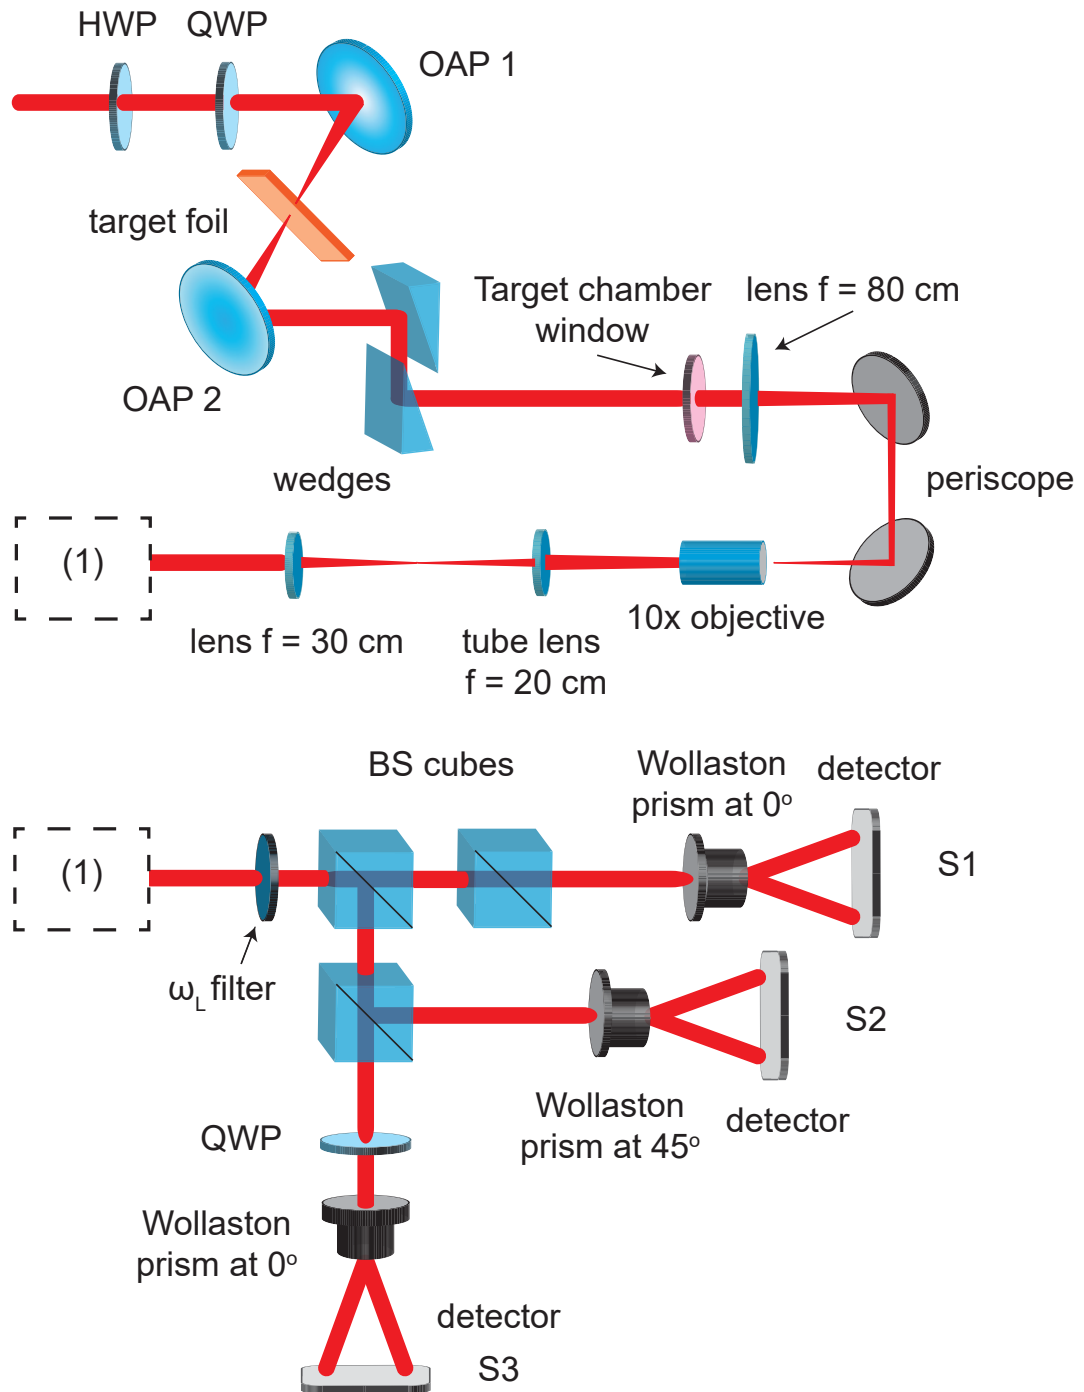 HWP
QWP
OAP 1
target foil
OAP 2
wedges
Target chamber
window
lens f = 80 cm
periscope
(1)
lens f = 30 cm
tube lens
f = 20 cm
10x objective
BS cubes
Wollaston
prism at 0°
detector
S1
(1)
ω_L filter
S2
Wollaston
prism at 45°
detector
QWP
Wollaston
prism at 0°
detector
S3